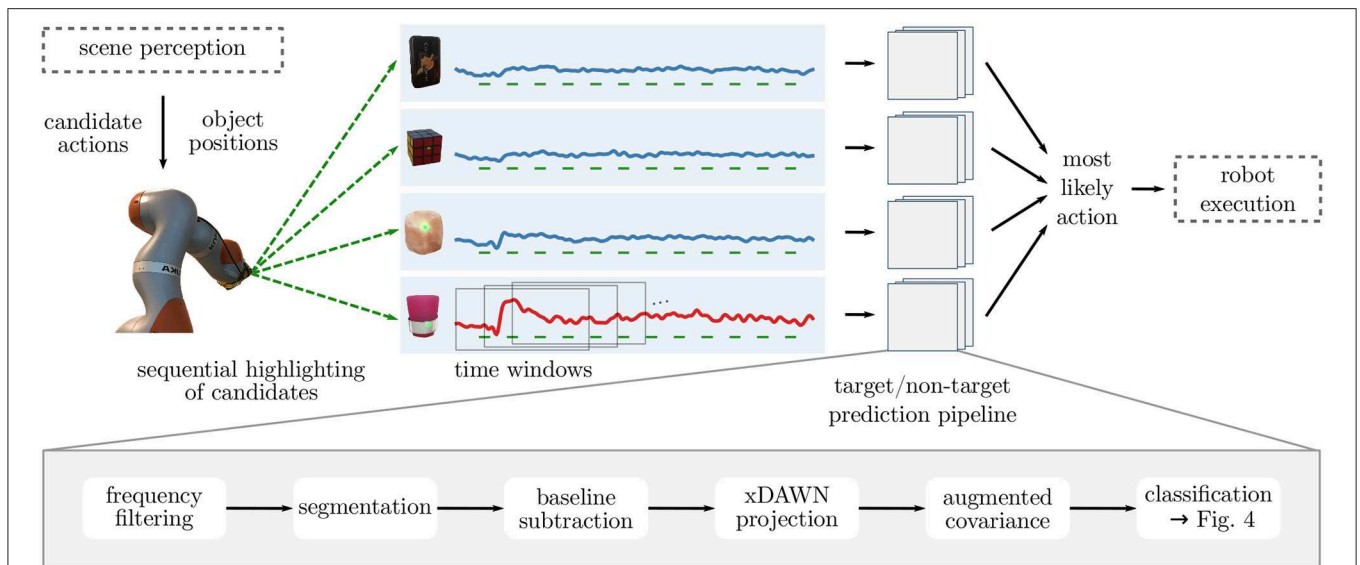 scene perception
candidate
actions
object
positions
sequential highlighting
of candidates
time windows
...
target/non-target
prediction pipeline
most
likely
action
robot
execution
frequency
filtering
segmentation
baseline
subtraction
xDAWN
projection
augmented
covariance
classification
→ Fig. 4